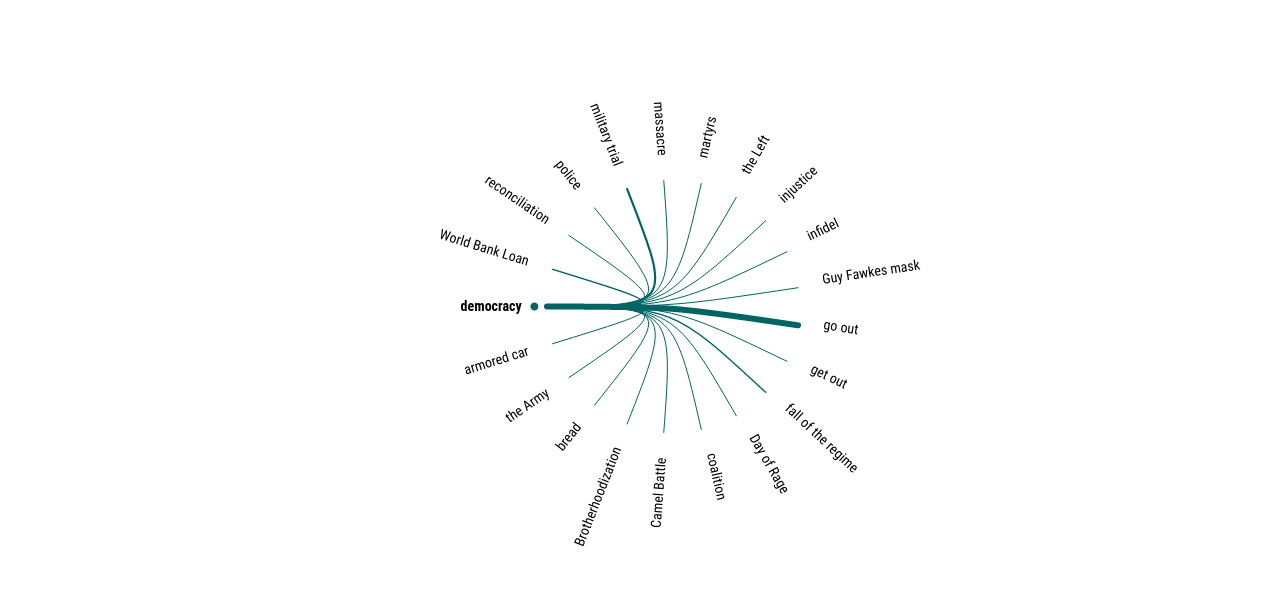 democracy
World Bank Loan
reconciliation
police
military trial
massacre
martyrs
the Left
injustice
infidel
Guy Fawkes mask
go out
get out
fall of the regime
Day of Rage
coalition
Camel Battle
Brotherhoodization
bread
the Army
armored car